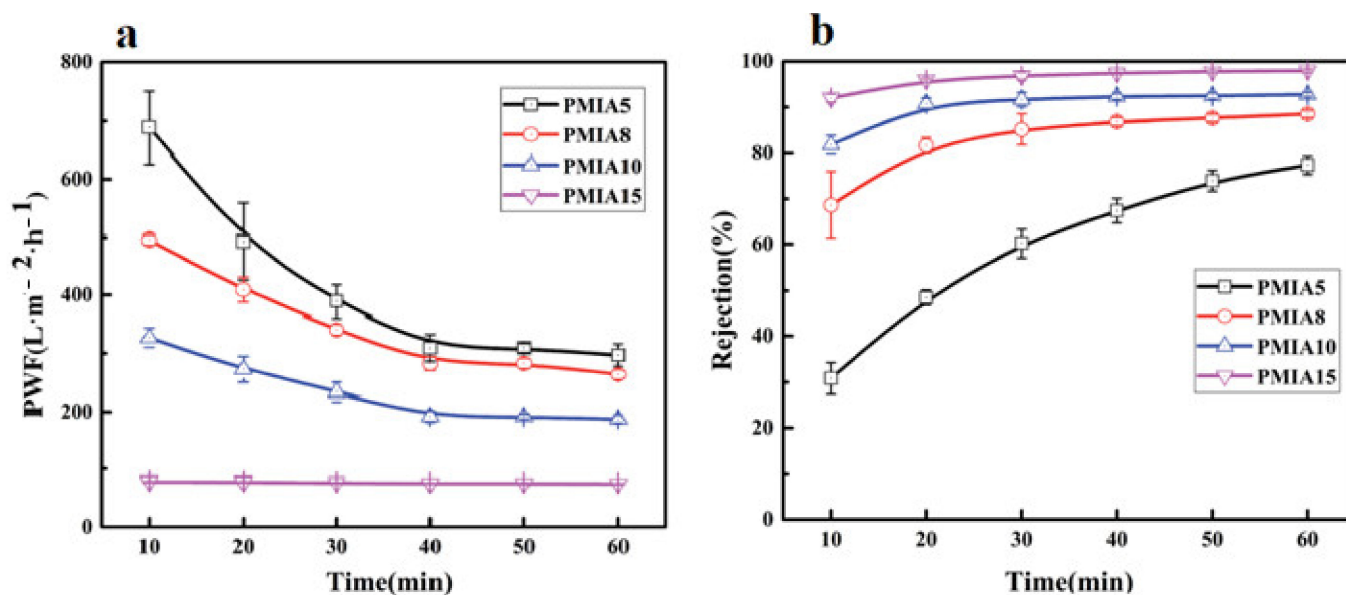 a
800
600
400
200
0
PWF(L·m⁻²·h⁻¹)
10 20 30 40 50 60
Time(min)
PMIA5
PMIA8
PMIA10
PMIA15
b
100
80
60
40
20
0
Rejection(%)
10 20 30 40 50 60
Time(min)
PMIA5
PMIA8
PMIA10
PMIA15